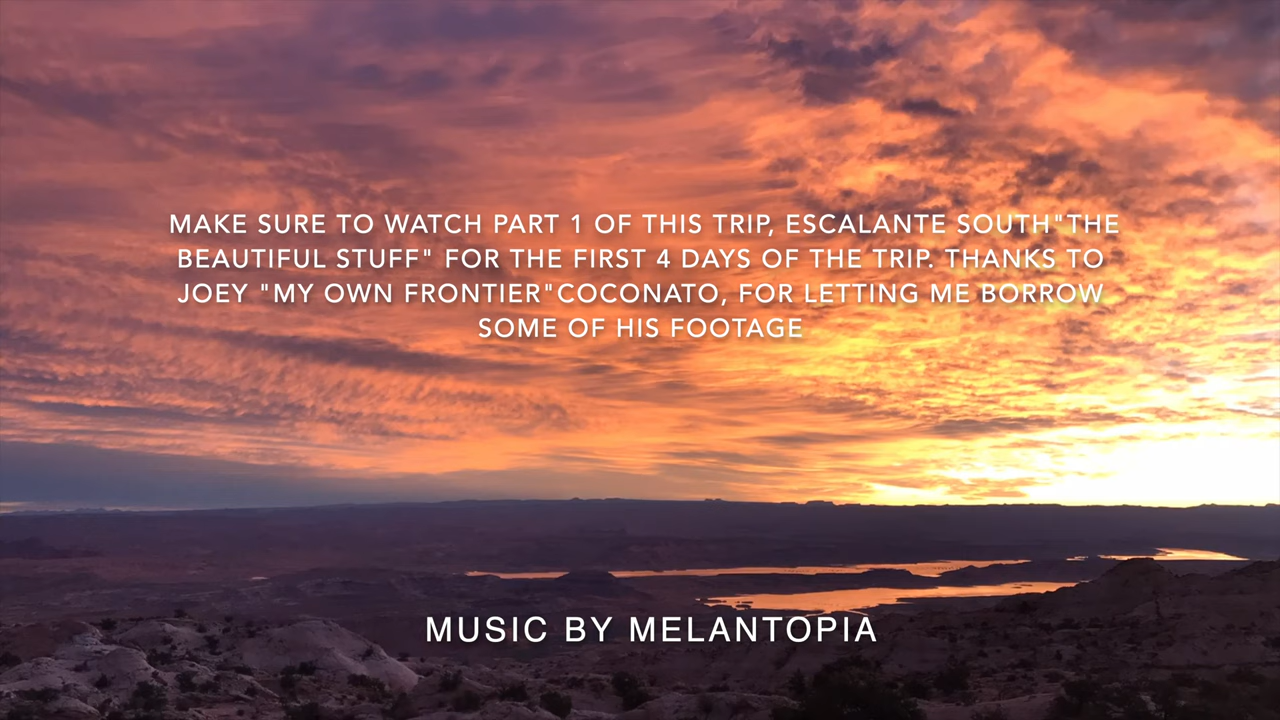 MAKE SURE TO WATCH PART 1 OF THIS TRIP, ESCALANTE SOUTH"THE
BEAUTIFUL STUFF" FOR THE FIRST 4 DAYS OF THE TRIP. THANKS TO
JOEY "MY OWN FRONTIER"COCONATO, FOR LETTING ME BORROW
SOME OF HIS FOOTAGE
MUSIC BY MELANTOPIA